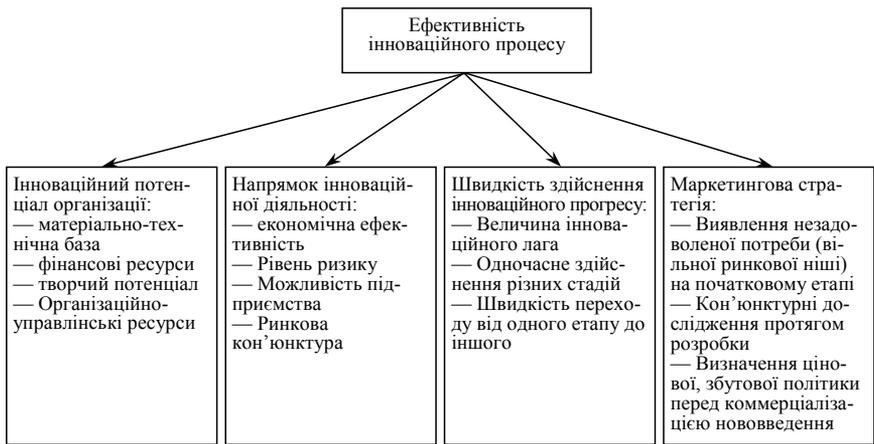 Ефективність
інноваційного процесу
Інноваційний потен-
ціал організації:
— матеріально-тех-
нічна база
— фінансові ресурси
— творчий потенціал
— Організаційно-
управлінські ресурси
Напрямок інновацій-
ної діяльності:
— економічна ефек-
тивність
— Рівень ризику
— Можливість під-
приємства
— Ринкова
кон’юнктура
Швидкість здійснення
інноваційного прогресу:
— Величина іннова-
ційного лага
— Одночасне здійс-
нення різних стадій
— Швидкість перехо-
ду від одного етапу до
іншого
Маркетингова стра-
тегія:
— Виявлення незадо-
воленої потреби (ві-
льної ринкової ніші)
на початковому етапі
— Кон’юнктурні до-
слідження протягом
розробки
— Визначення ціно-
вої, збутової політики
перед коммерціаліза-
цією нововведення